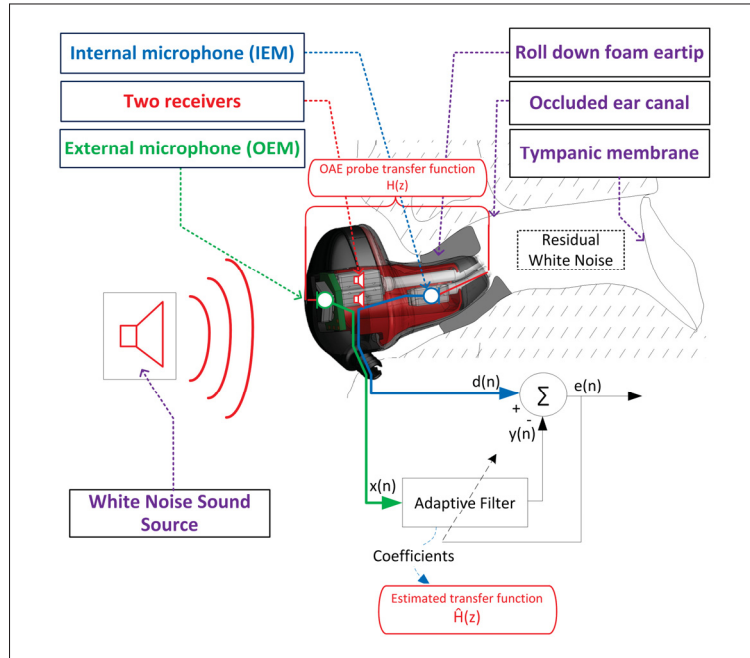 Internal microphone (IEM)
Roll down foam eartip
Two receivers
Occluded ear canal
External microphone (OEM)
Tympanic membrane
OAE probe transfer function
H(z)
Residual
White Noise
d(n)
e(n)
Σ
+
-
y(n)
x(n)
Adaptive Filter
White Noise Sound
Source
Coefficients
Estimated transfer function
Ĥ(z)